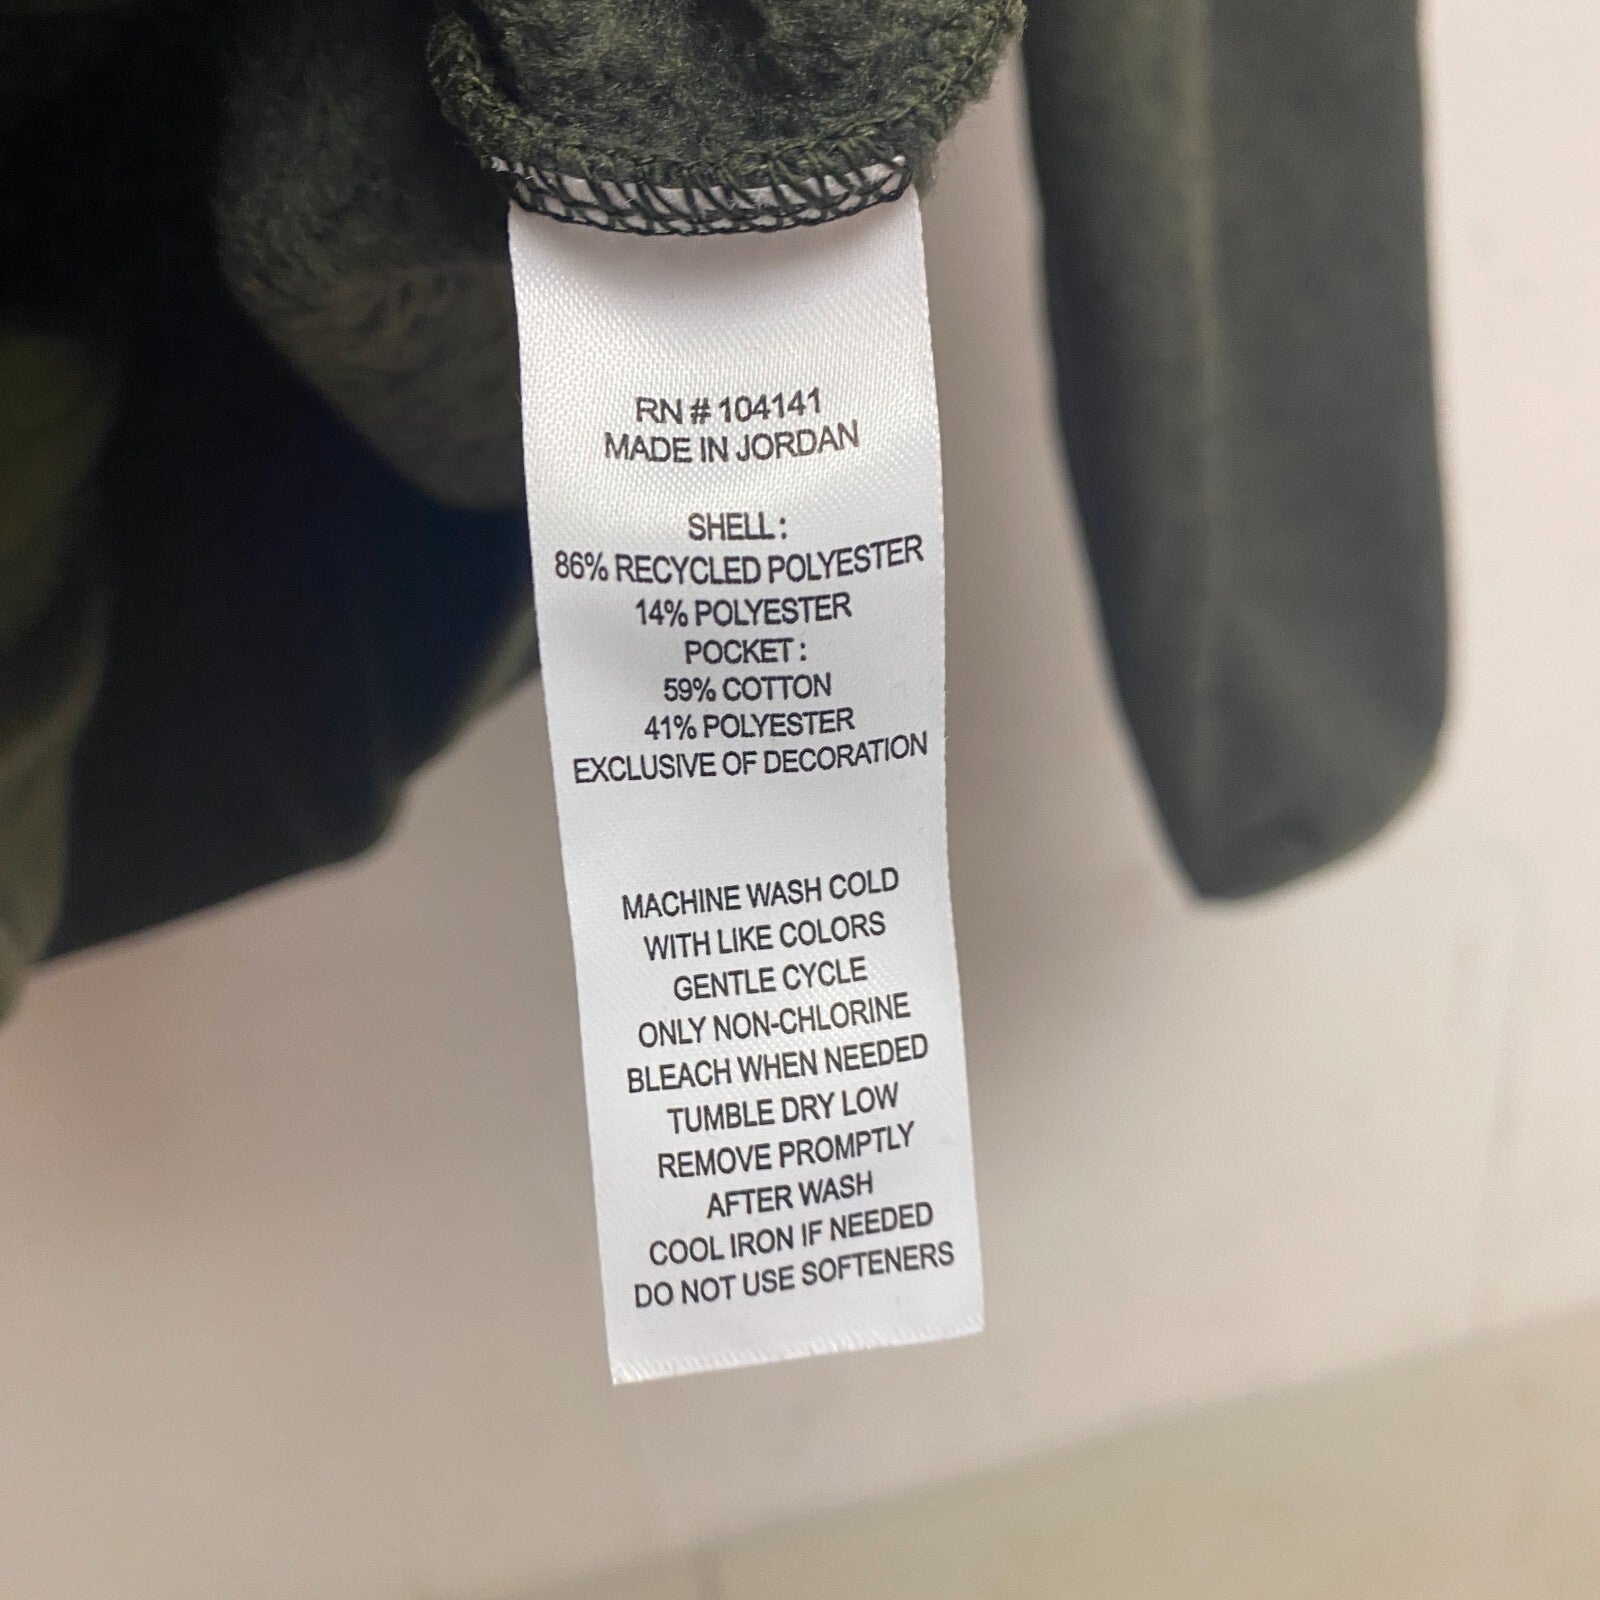 RN # 104141
MADE IN JORDAN
SHELL :
86% RECYCLED POLYESTER
14% POLYESTER
POCKET :
59% COTTON
41% POLYESTER
EXCLUSIVE OF DECORATION
MACHINE WASH COLD
WITH LIKE COLORS
GENTLE CYCLE
ONLY NON-CHLORINE
BLEACH WHEN NEEDED
TUMBLE DRY LOW
REMOVE PROMPTLY
AFTER WASH
COOL IRON IF NEEDED
DO NOT USE SOFTENERS